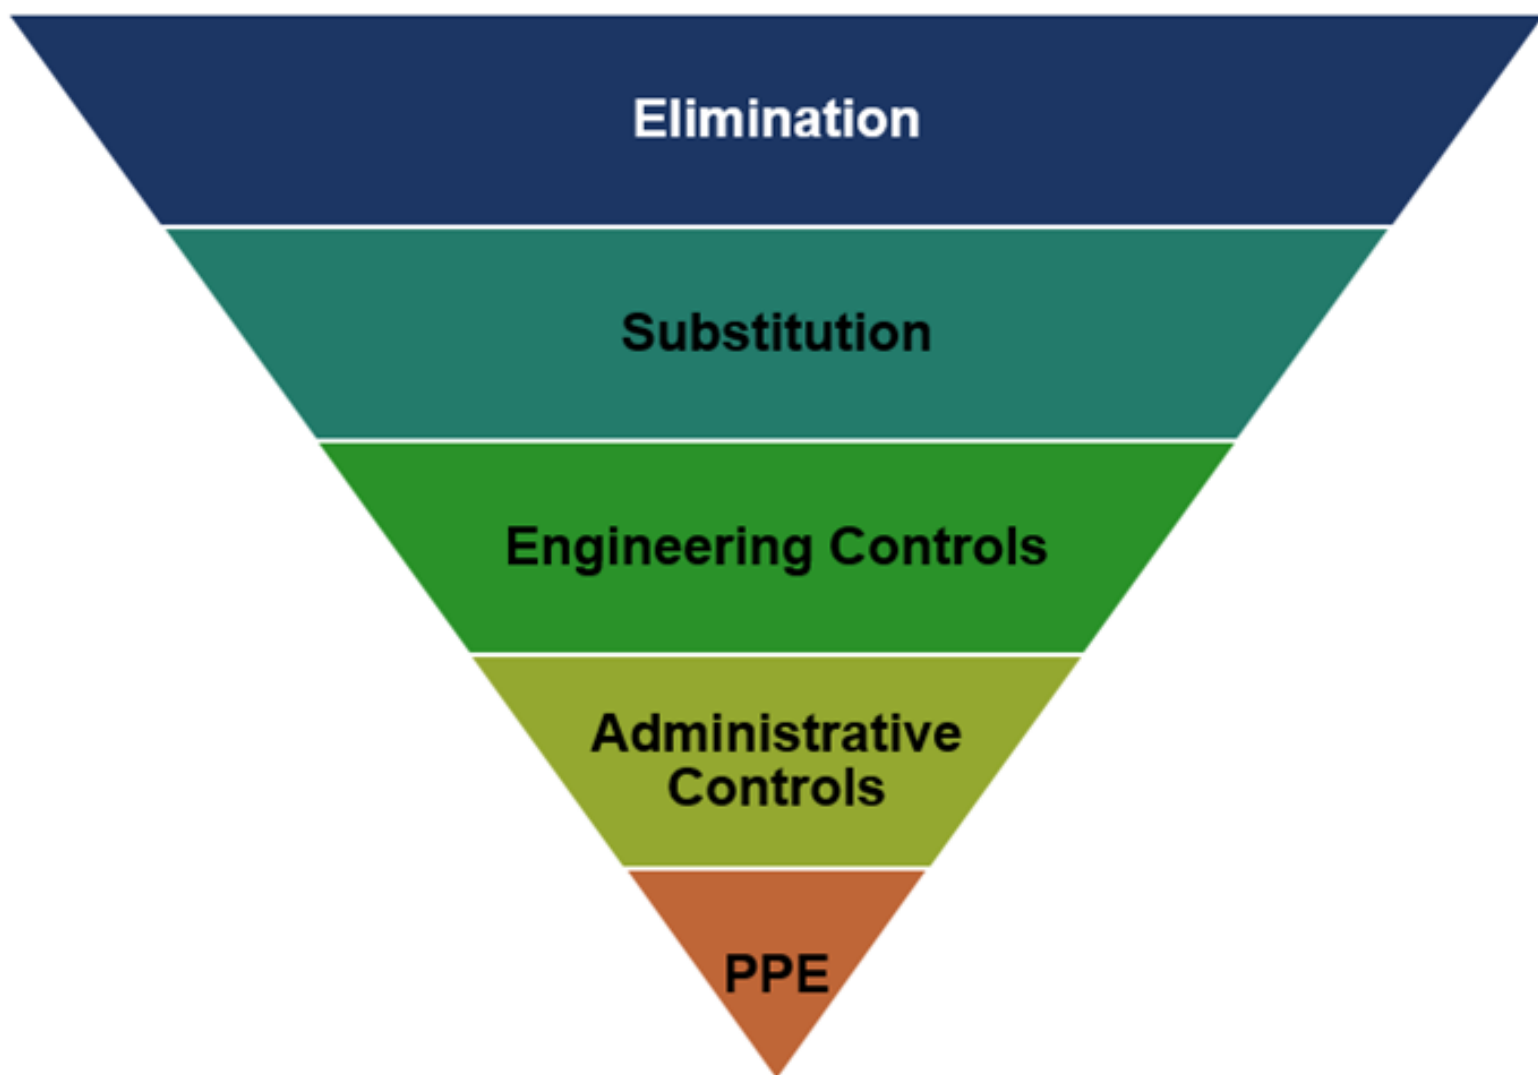 Elimination
Substitution
Engineering Controls
Administrative
Controls
PPE